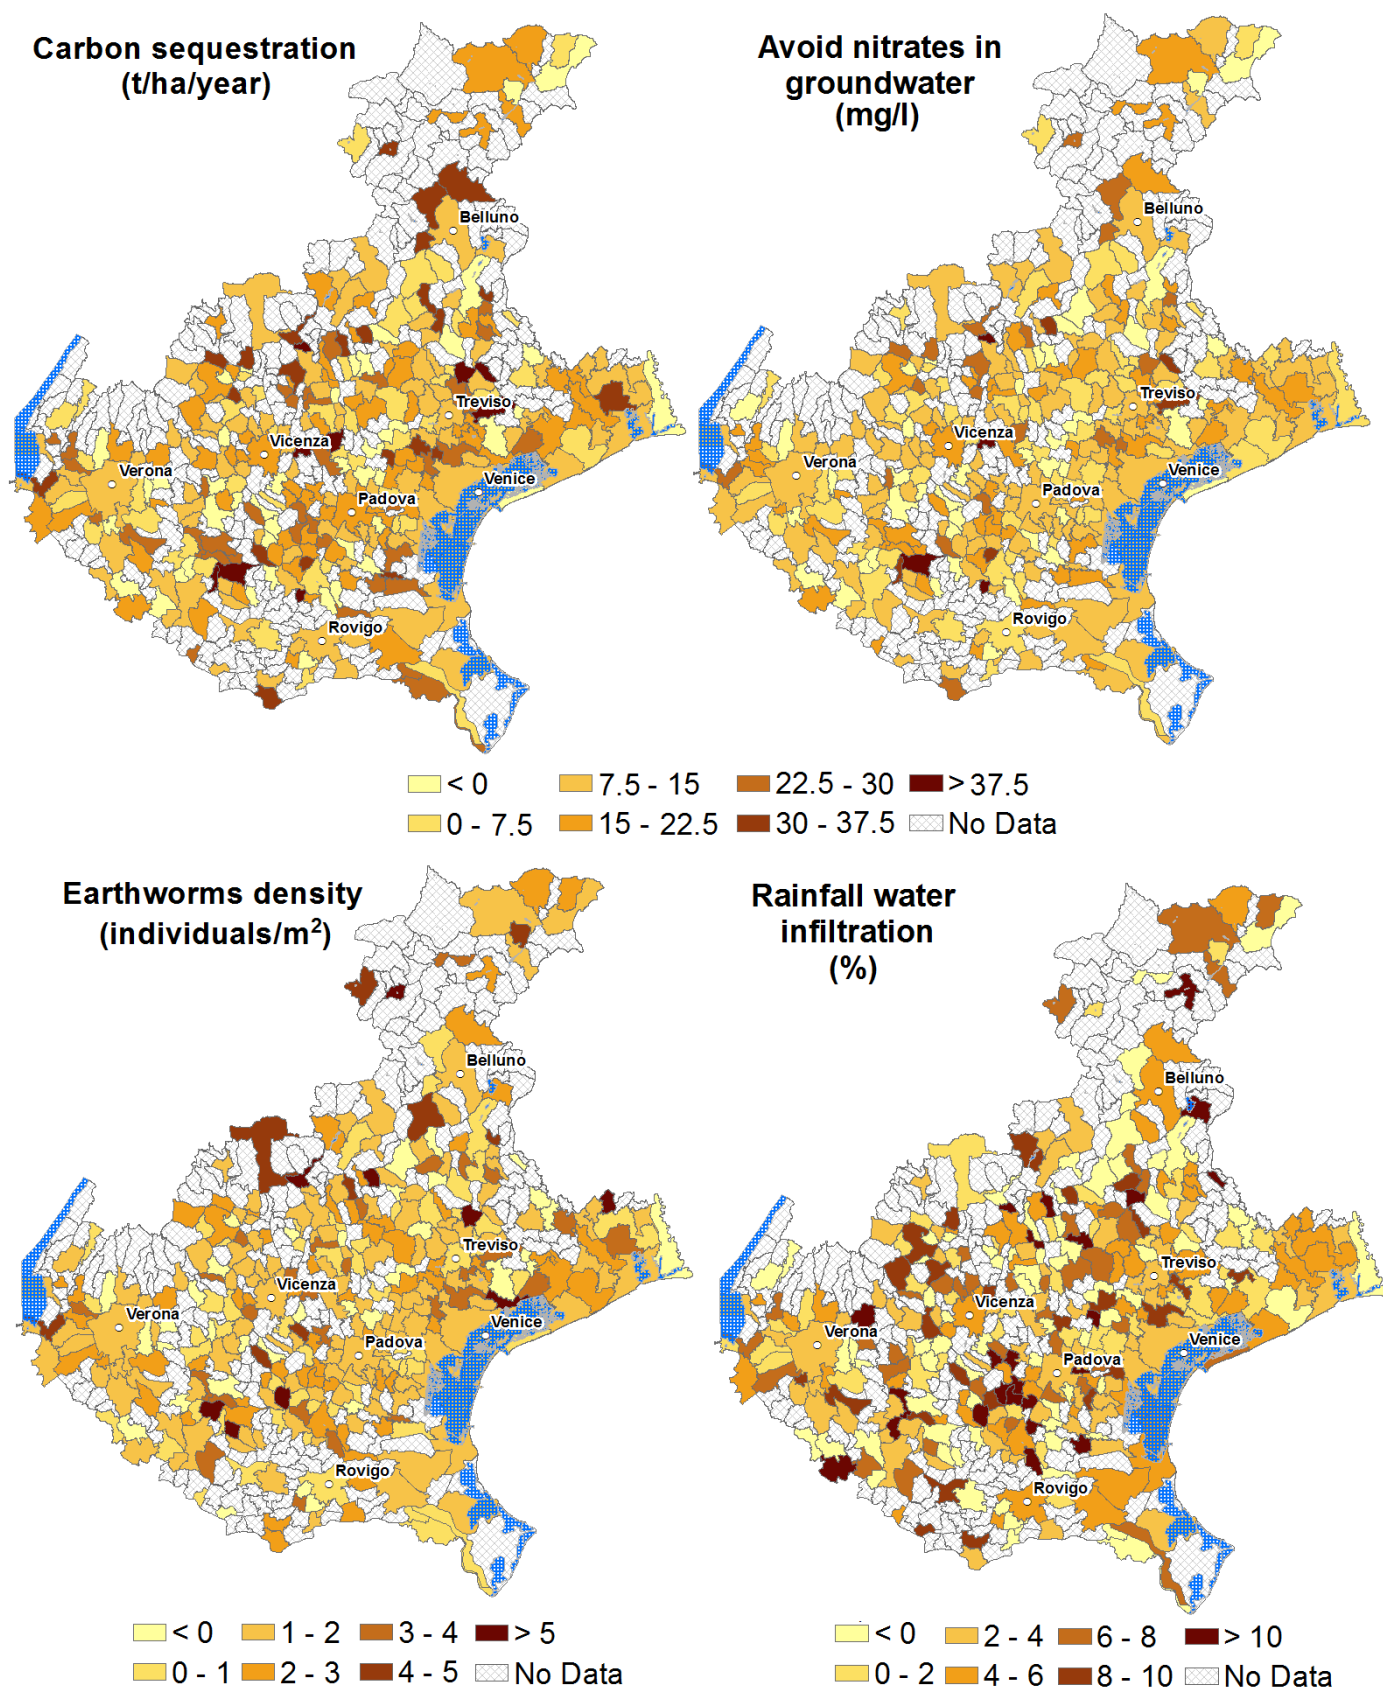 Carbon sequestration
(t/ha/year)
Belluno
Treviso
Vicenza
Verona
Venice
Padova
Rovigo
Avoid nitrates in
groundwater
(mg/l)
Belluno
Treviso
Vicenza
Verona
Venice
Padova
Rovigo
< 0
7.5 - 15
22.5 - 30
> 37.5
0 - 7.5
15 - 22.5
30 - 37.5
No Data
Earthworms density
(individuals/m²)
Belluno
Treviso
Vicenza
Verona
Venice
Padova
Rovigo
Rainfall water
infiltration
(%)
Belluno
Treviso
Vicenza
Verona
Venice
Padova
Rovigo
< 0
1 - 2
3 - 4
> 5
0 - 1
2 - 3
4 - 5
No Data
< 0
2 - 4
6 - 8
> 10
0 - 2
4 - 6
8 - 10
No Data